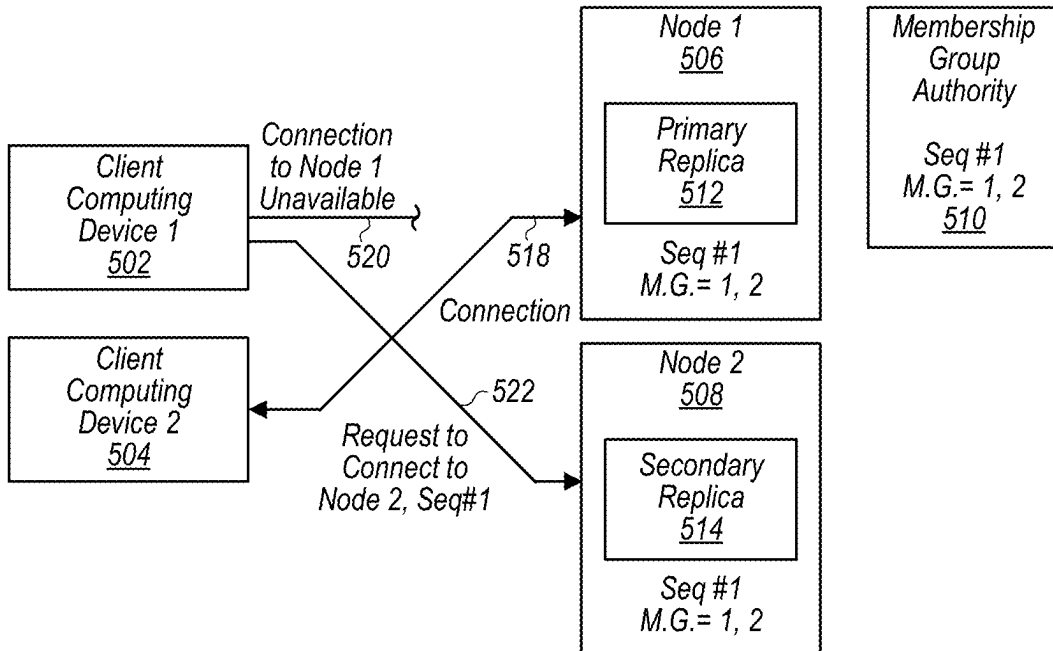 Node 1
506
Primary
Replica
512
Seq #1
M.G.= 1, 2
Membership
Group
Authority
Seq #1
M.G.= 1, 2
510
Client
Computing
Device 1
502
Connection
to Node 1
Unavailable
520
518
Connection
Client
Computing
Device 2
504
522
Request to
Connect to
Node 2, Seq#1
Node 2
508
Secondary
Replica
514
Seq #1
M.G.= 1, 2